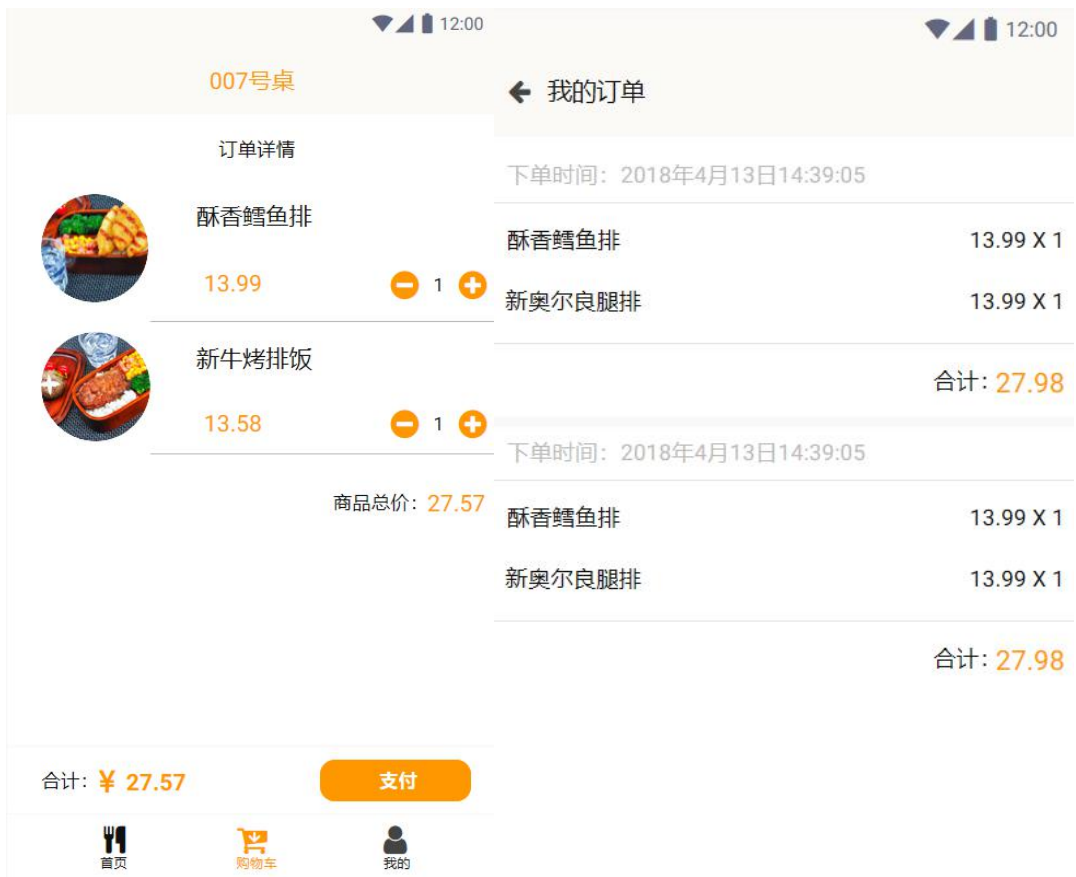 12:00
007号桌
订单详情
酥香鳕鱼排
13.99
1
新牛烤排饭
13.58
1
商品总价：27.57
合计：¥ 27.57
支付
首页
购物车
我的
12:00
我的订单
下单时间：2018年4月13日14:39:05
酥香鳕鱼排 13.99 X 1
新奥尔良腿排 13.99 X 1
合计：27.98
下单时间：2018年4月13日14:39:05
酥香鳕鱼排 13.99 X 1
新奥尔良腿排 13.99 X 1
合计：27.98